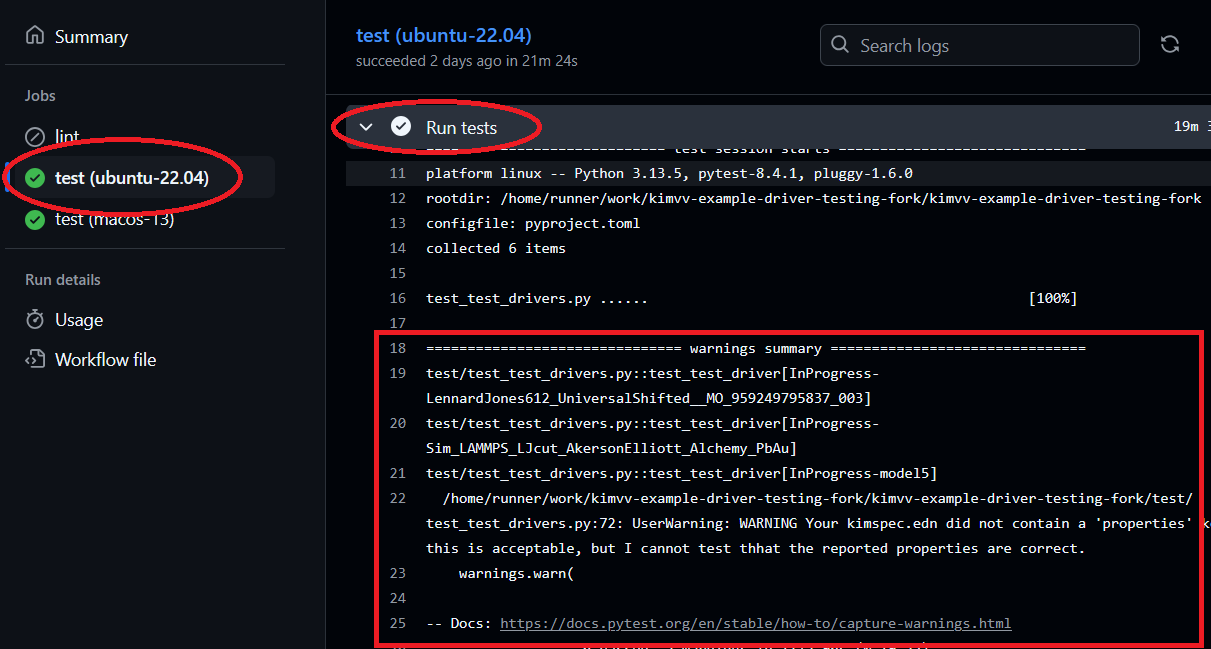 Summary
Jobs
lint
test (ubuntu-22.04)
test (macos-13)
Run details
Usage
Workflow file
test (ubuntu-22.04)
succeeded 2 days ago in 21m 24s
Search logs
Run tests
19m
test session starts ==============================
11 platform linux -- Python 3.13.5, pytest-8.4.1, pluggy-1.6.0
12 rootdir: /home/runner/work/kimvv-example-driver-testing-fork/kimvv-example-driver-testing-fork
13 configfile: pyproject.toml
14 collected 6 items
15
16 test_test_drivers.py ...... [100%]
17
18 =============================== warnings summary ===============================
19 test/test_test_drivers.py::test_test_driver[InProgress-
LennardJones612_UniversalShifted__MO_959249795837_003]
20 test/test_test_drivers.py::test_test_driver[InProgress-
Sim_LAMMPS_LJcut_AkersonElliott_Alchemy_PbAu]
21 test/test_test_drivers.py::test_test_driver[InProgress-model5]
22 /home/runner/work/kimvv-example-driver-testing-fork/kimvv-example-driver-testing-fork/test/
test_test_drivers.py:72: UserWarning: WARNING Your kimspec.edn did not contain a 'properties'
this is acceptable, but I cannot test thhat the reported properties are correct.
23 warnings.warn(
24
25 -- Docs: https://docs.pytest.org/en/stable/how-to/capture-warnings.html